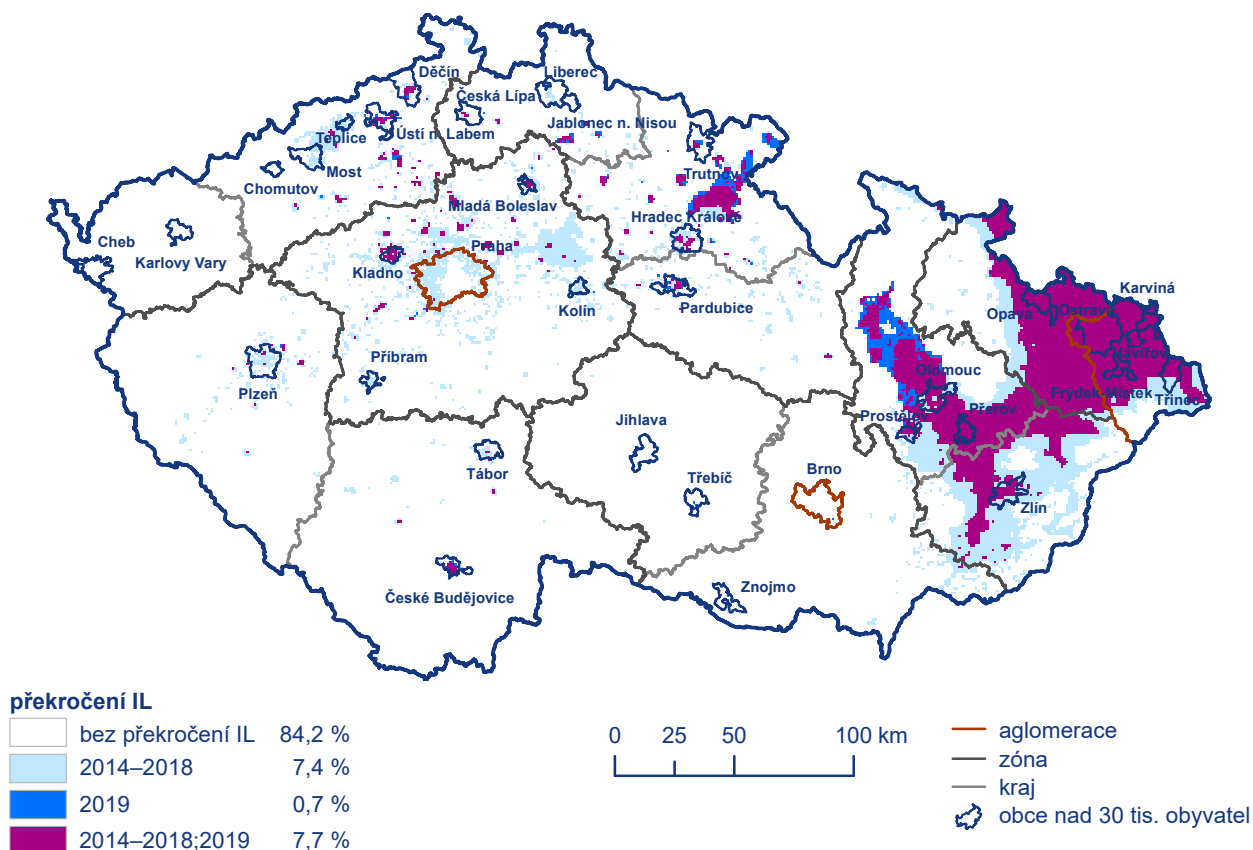 Děčín
Liberec
Česká Lípa
Jablonec n. Nisou
Teplice
Ústí n. Labem
Most
Chomutov
Trutnov
Mladá Boleslav
Hradec Králové
Cheb
Karlovy Vary
Praha
Kladno
Kolín
Pardubice
Karviná
Opava
Ostrava
Havířov
Příbram
Plzeň
Olomouc
Frýdek-Místek
Třinec
Prostějov
Přerov
Jihlava
Tábor
Třebíč
Brno
Zlín
České Budějovice
Znojmo
překročení IL
bez překročení IL 84,2 %
2014–2018 7,4 %
2019 0,7 %
2014–2018;2019 7,7 %
0 25 50 100 km
aglomerace
zóna
kraj
obce nad 30 tis. obyvatel